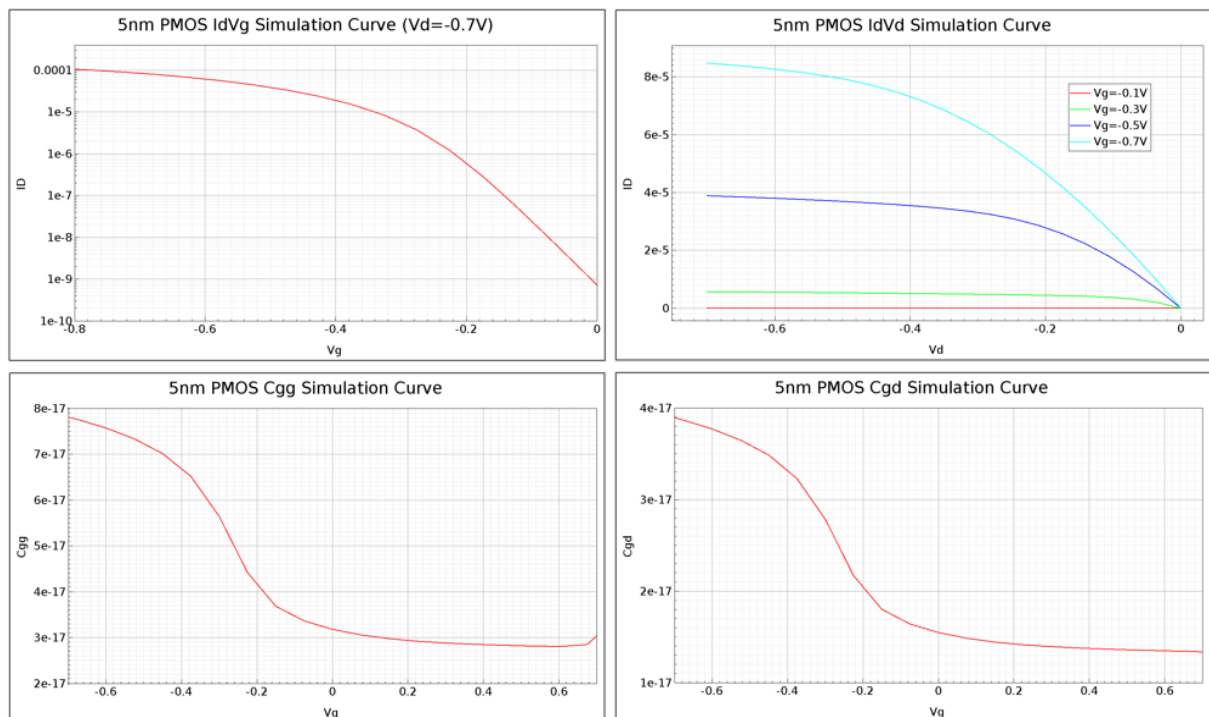 5nm PMOS IdVg Simulation Curve (Vd=-0.7V)
0.0001
1e-5
1e-6
1e-7
1e-8
1e-9
1e-10
ID
-0.8
-0.6
-0.4
-0.2
0
Vg
5nm PMOS IdVd Simulation Curve
8e-5
6e-5
4e-5
2e-5
0
ID
Vg=-0.1V
Vg=-0.3V
Vg=-0.5V
Vg=-0.7V
-0.6
-0.4
-0.2
0
Vd
5nm PMOS Cgg Simulation Curve
8e-17
7e-17
6e-17
5e-17
4e-17
3e-17
2e-17
Cgg
-0.6
-0.4
-0.2
0
0.2
0.4
0.6
Vg
5nm PMOS Cgd Simulation Curve
4e-17
3e-17
2e-17
1e-17
Cgd
-0.6
-0.4
-0.2
0
0.2
0.4
0.6
Vg